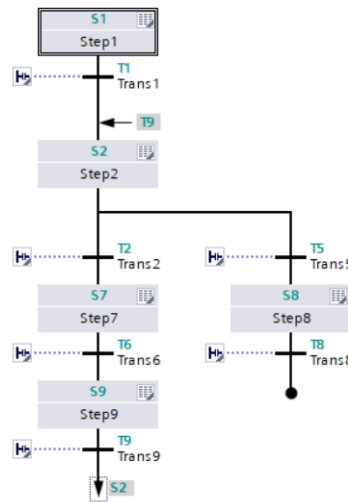 S1
Step1
T1
Trans1
T9
S2
Step2
T2
Trans2
T5
Trans5
S7
Step7
S8
Step8
T6
Trans6
T8
Trans8
S9
Step9
T9
Trans9
S2